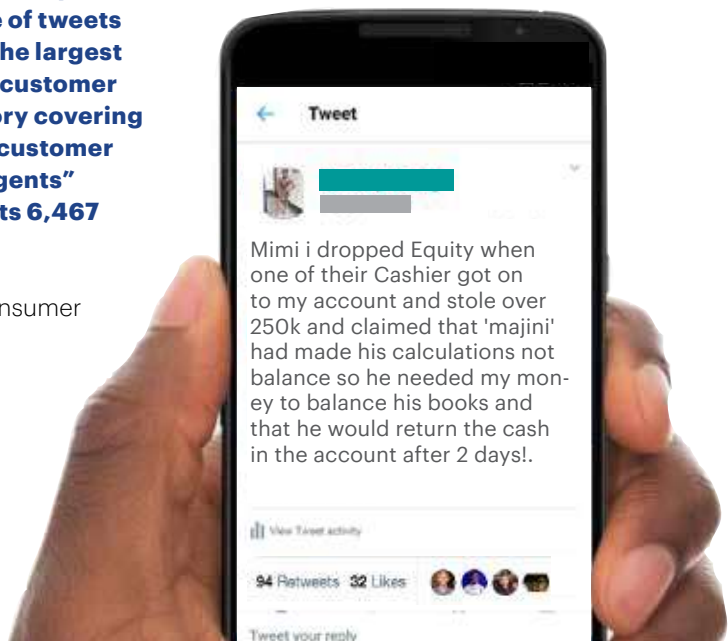 e of tweets
he largest
customer
ory covering
customer
gents”
ts 6,467
nsumer
Tweet
Mimi i dropped Equity when
one of their Cashier got on
to my account and stole over
250k and claimed that 'majini'
had made his calculations not
balance so he needed my mon-
ey to balance his books and
that he would return the cash
in the account after 2 days!.
View Tweet activity
94 Retweets 32 Likes
Tweet your reply